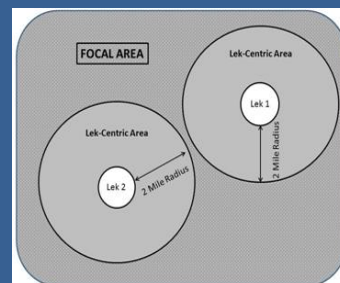 FOCAL AREA
Lek-Centric Area
Lek 1
2 Mile Radius
Lek-Centric Area
Lek 2
2 Mile Radius